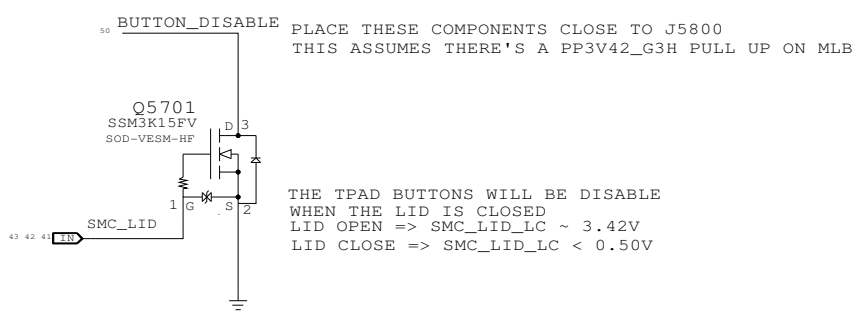 50 BUTTON_DISABLE
PLACE THESE COMPONENTS CLOSE TO J5800
THIS ASSUMES THERE'S A PP3V42_G3H PULL UP ON MLB
Q5701
SSM3K15FV
SOD-VESM-HF
D 3
1 G S 2
SMC_LID
43 42 41 IN
THE TPAD BUTTONS WILL BE DISABLE
WHEN THE LID IS CLOSED
LID OPEN => SMC_LID_LC ~ 3.42V
LID CLOSE => SMC_LID_LC < 0.50V